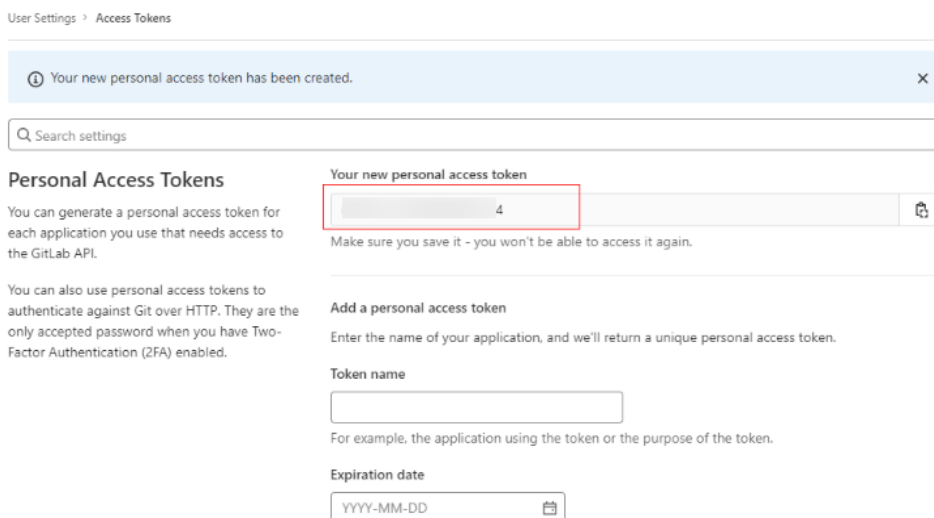 User Settings > Access Tokens
Your new personal access token has been created.
Search settings
Personal Access Tokens
You can generate a personal access token for
each application you use that needs access to
the GitLab API.
You can also use personal access tokens to
authenticate against Git over HTTP. They are the
only accepted password when you have Two-
Factor Authentication (2FA) enabled.
Your new personal access token
4
Make sure you save it - you won't be able to access it again.
Add a personal access token
Enter the name of your application, and we'll return a unique personal access token.
Token name
For example, the application using the token or the purpose of the token.
Expiration date
YYYY-MM-DD